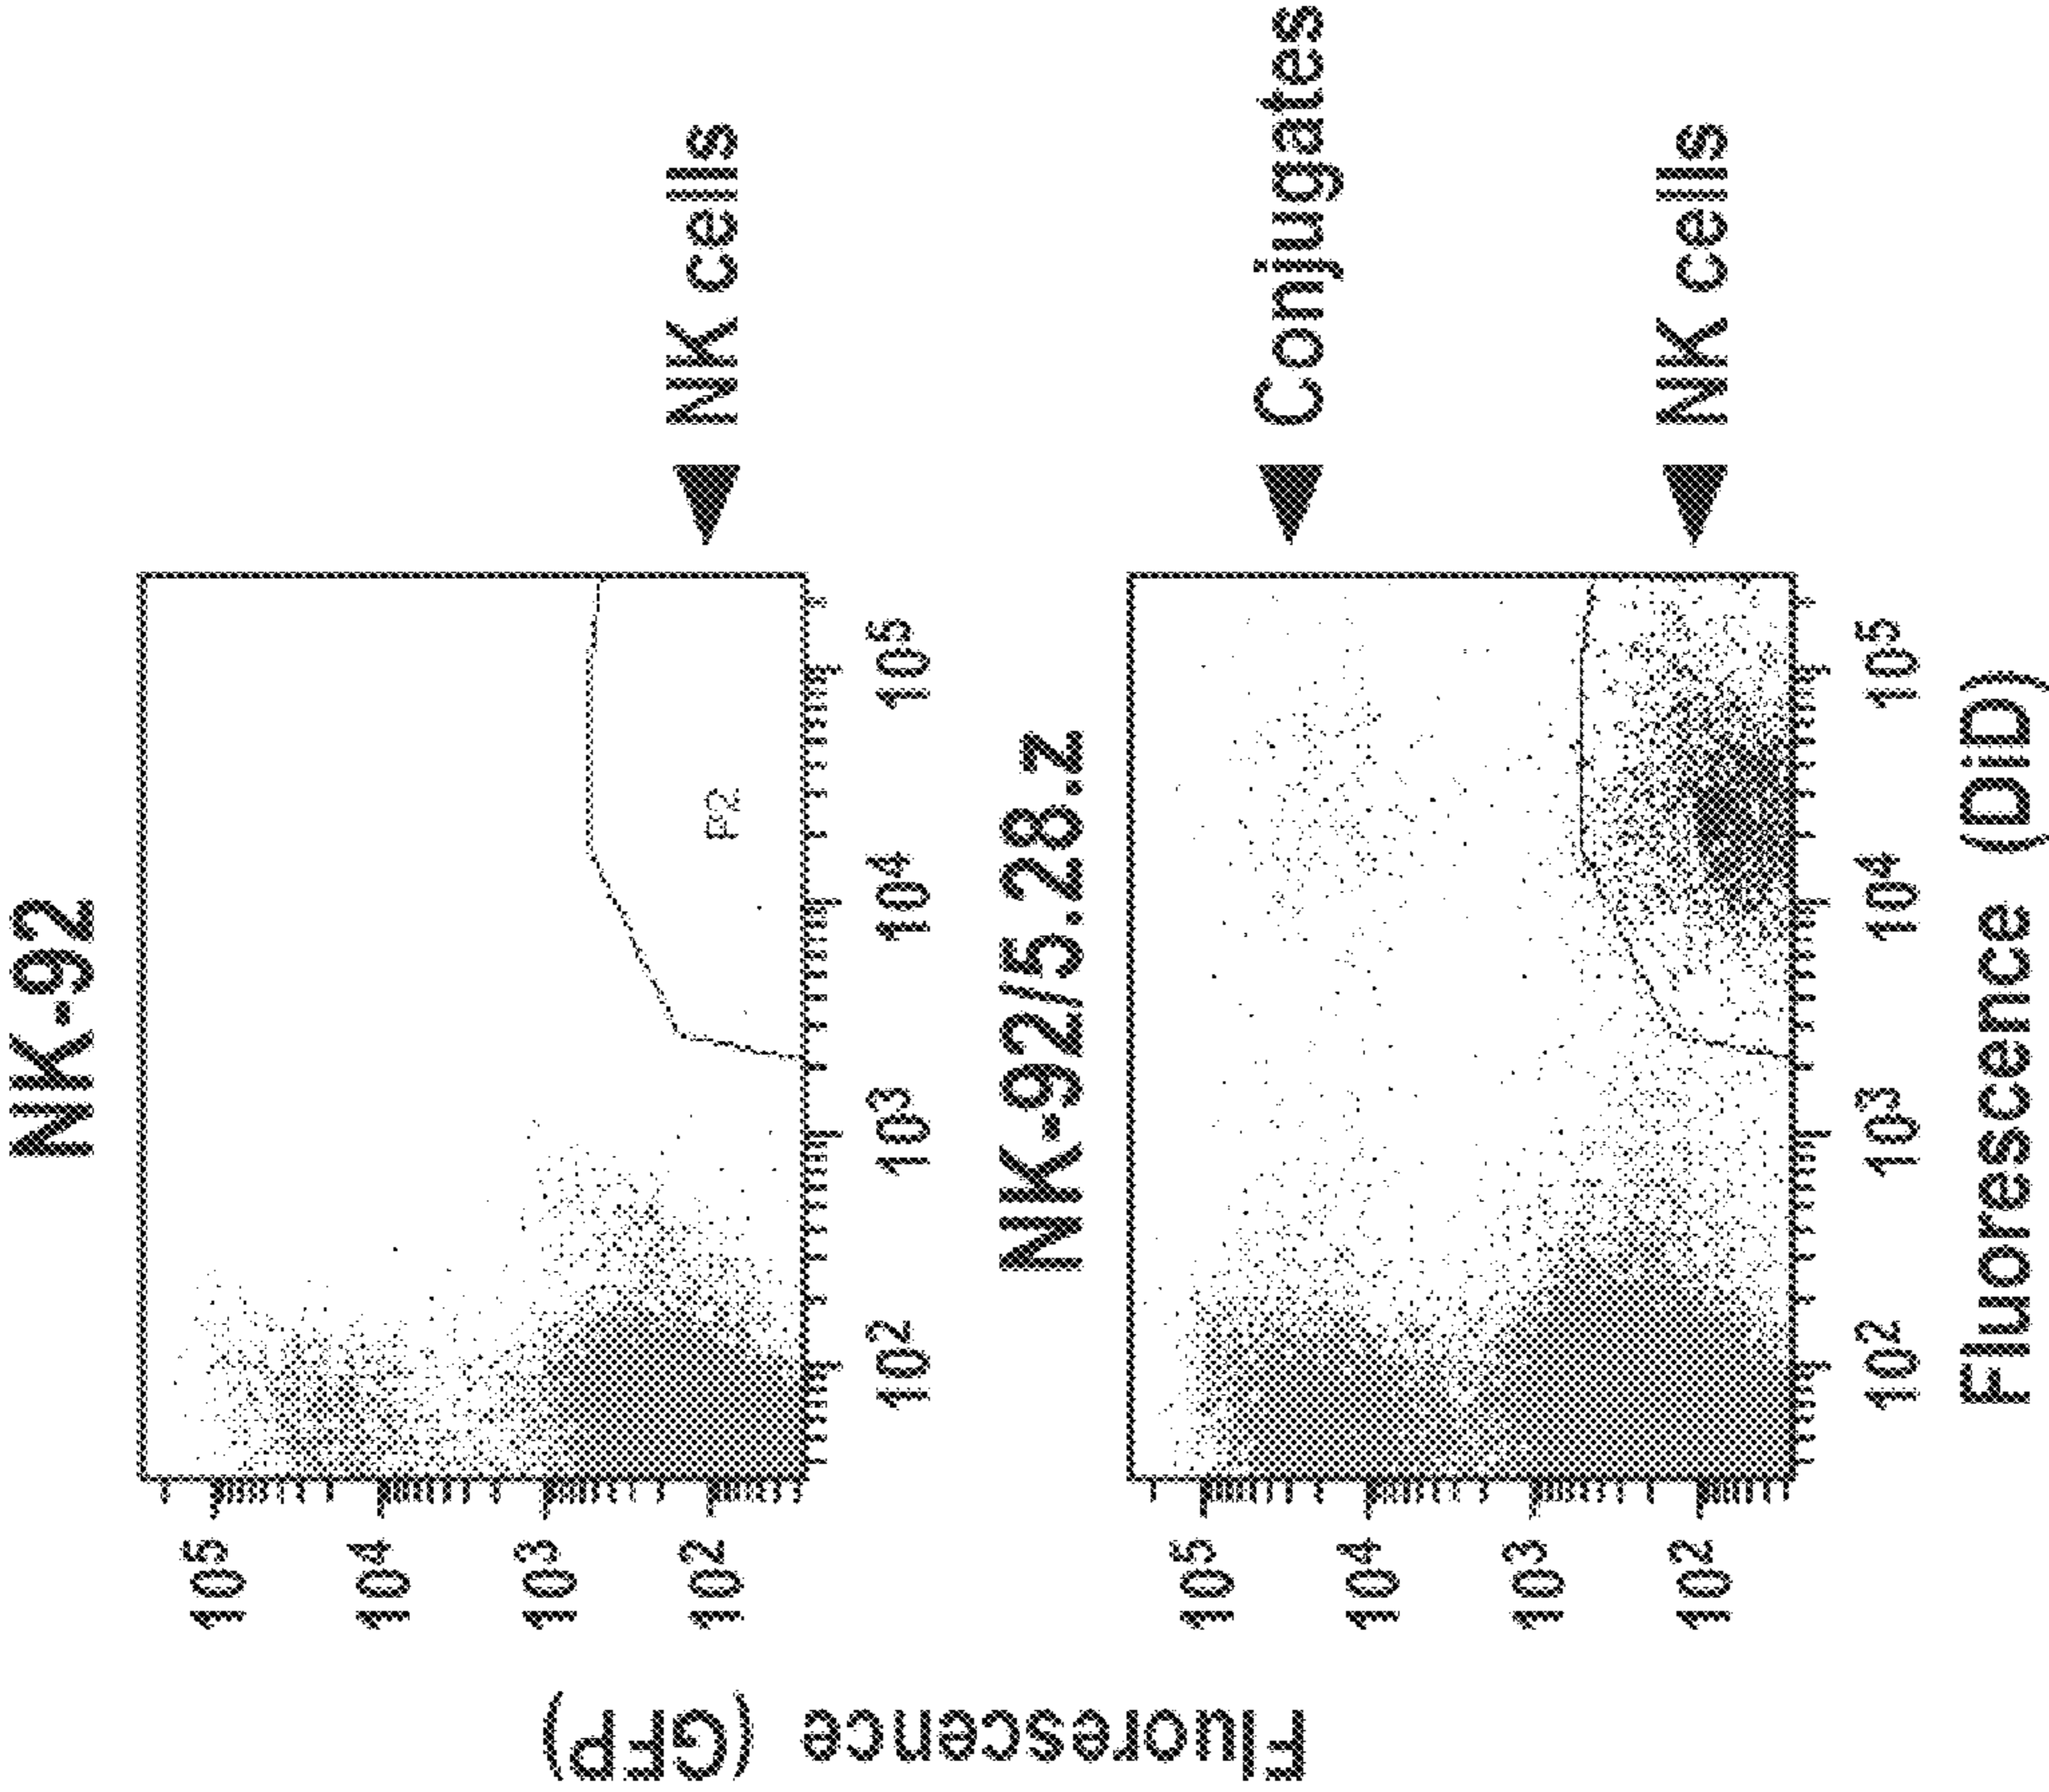 NK-92
10⁵
10⁴
10³
10²
P2
10²
10³
10⁴
10⁵
NK cells
NK-92/5.28.z
10⁵
10⁴
10³
10²
10²
10³
10⁴
10⁵
Conjugates
NK cells
Fluorescence (GFP)
Fluorescence (DiD)